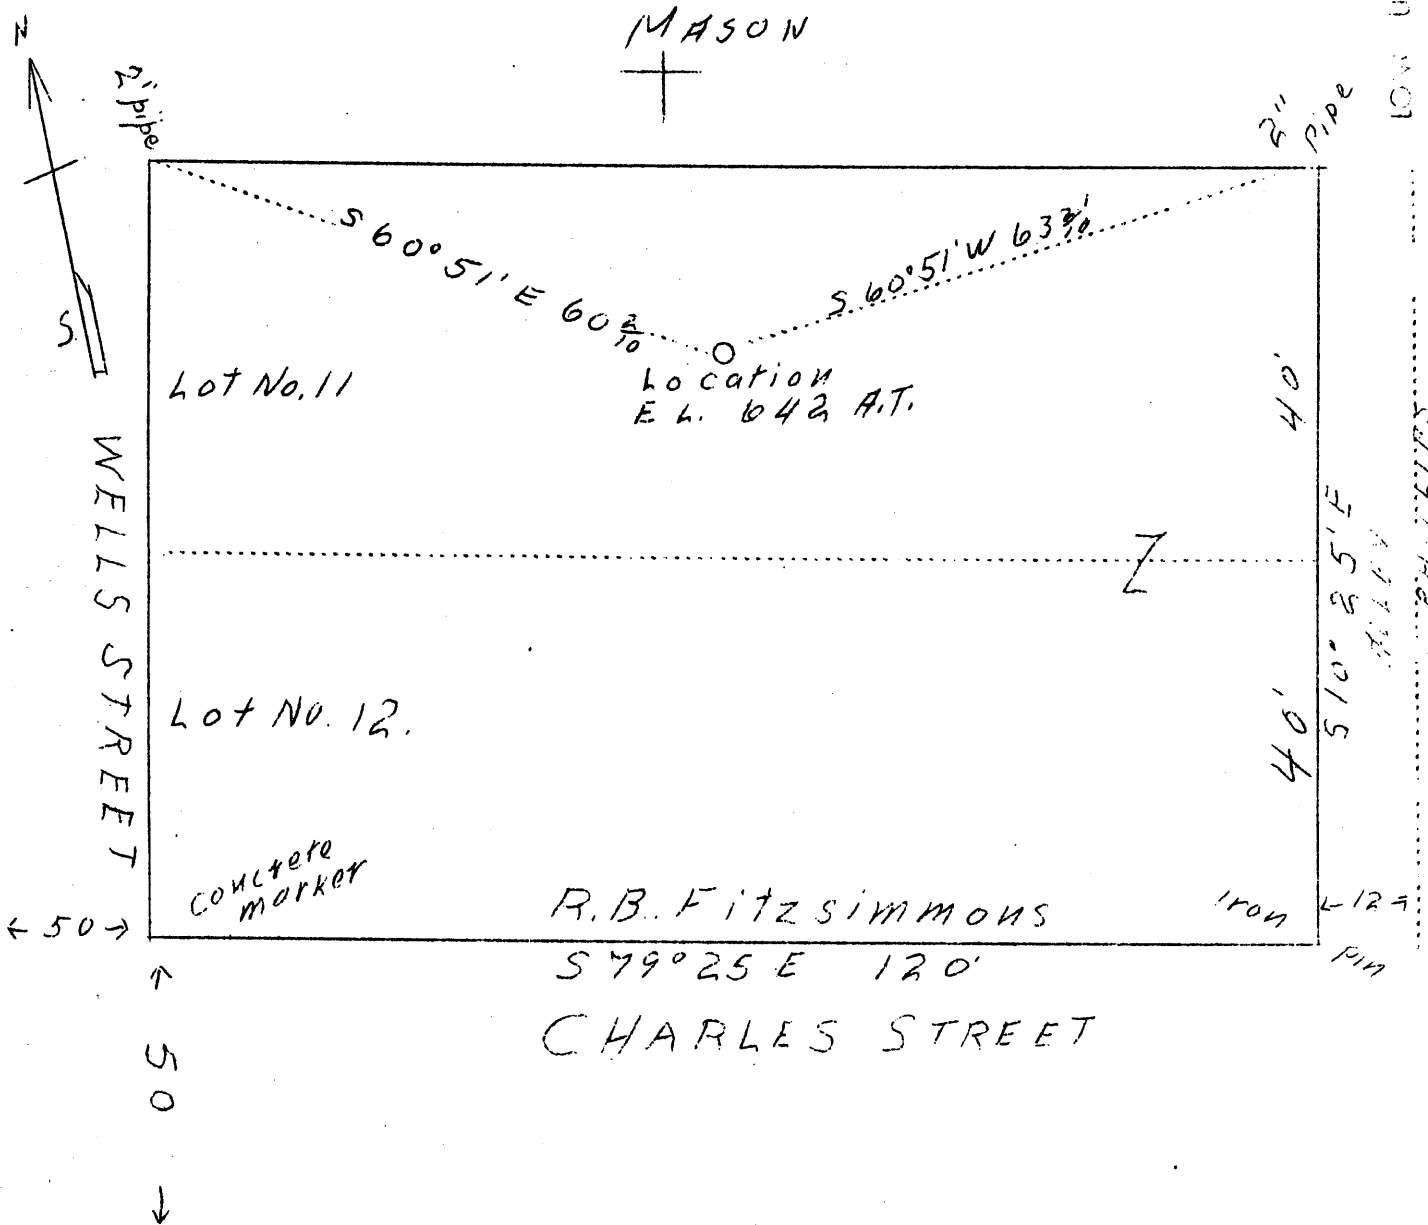 MASON
N
2" pipe
2" pipe
S 60° 51' E 60 2/10
S 60° 51' W 63 2/10'
S
Location
EL. 642 A.T.
Lot No. 11
40'
WELLS STREET
Z
S 10° 25' E
Lot No. 12.
40'
Concrete
marker
R.B. Fitzsimmons
Iron
pin
← 12 →
← 50 →
S 79° 25 E 120'
CHARLES STREET
↑
50
↓